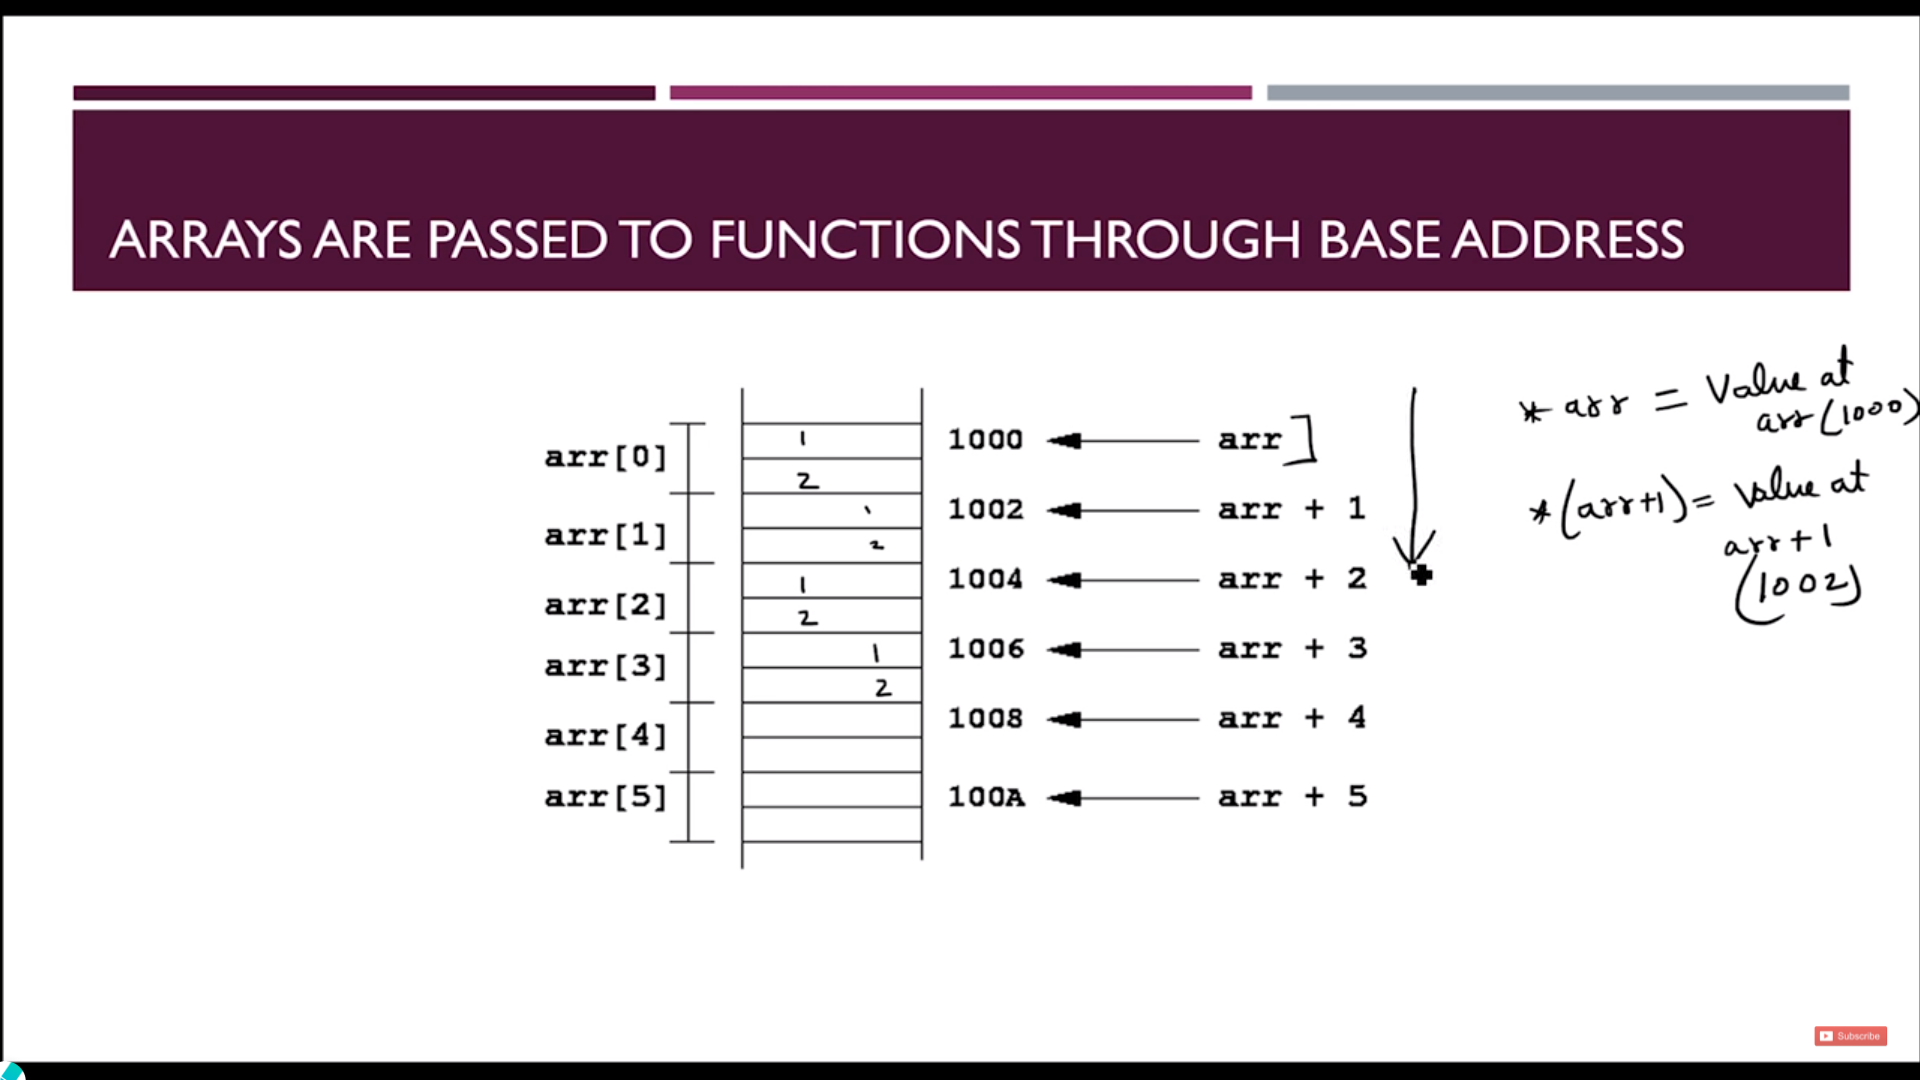 ARRAYS ARE PASSED TO FUNCTIONS THROUGH BASE ADDRESS
arr[0] 1 1000 arr]
2
arr[1] 1 1002 arr + 1
2
arr[2] 1 1004 arr + 2
2
arr[3] 1 1006 arr + 3
2
arr[4] 1008 arr + 4
arr[5] 100A arr + 5
* arr = Value at
arr (1000)
*(arr+1) = Value at
arr+1
(1002)
Subscribe